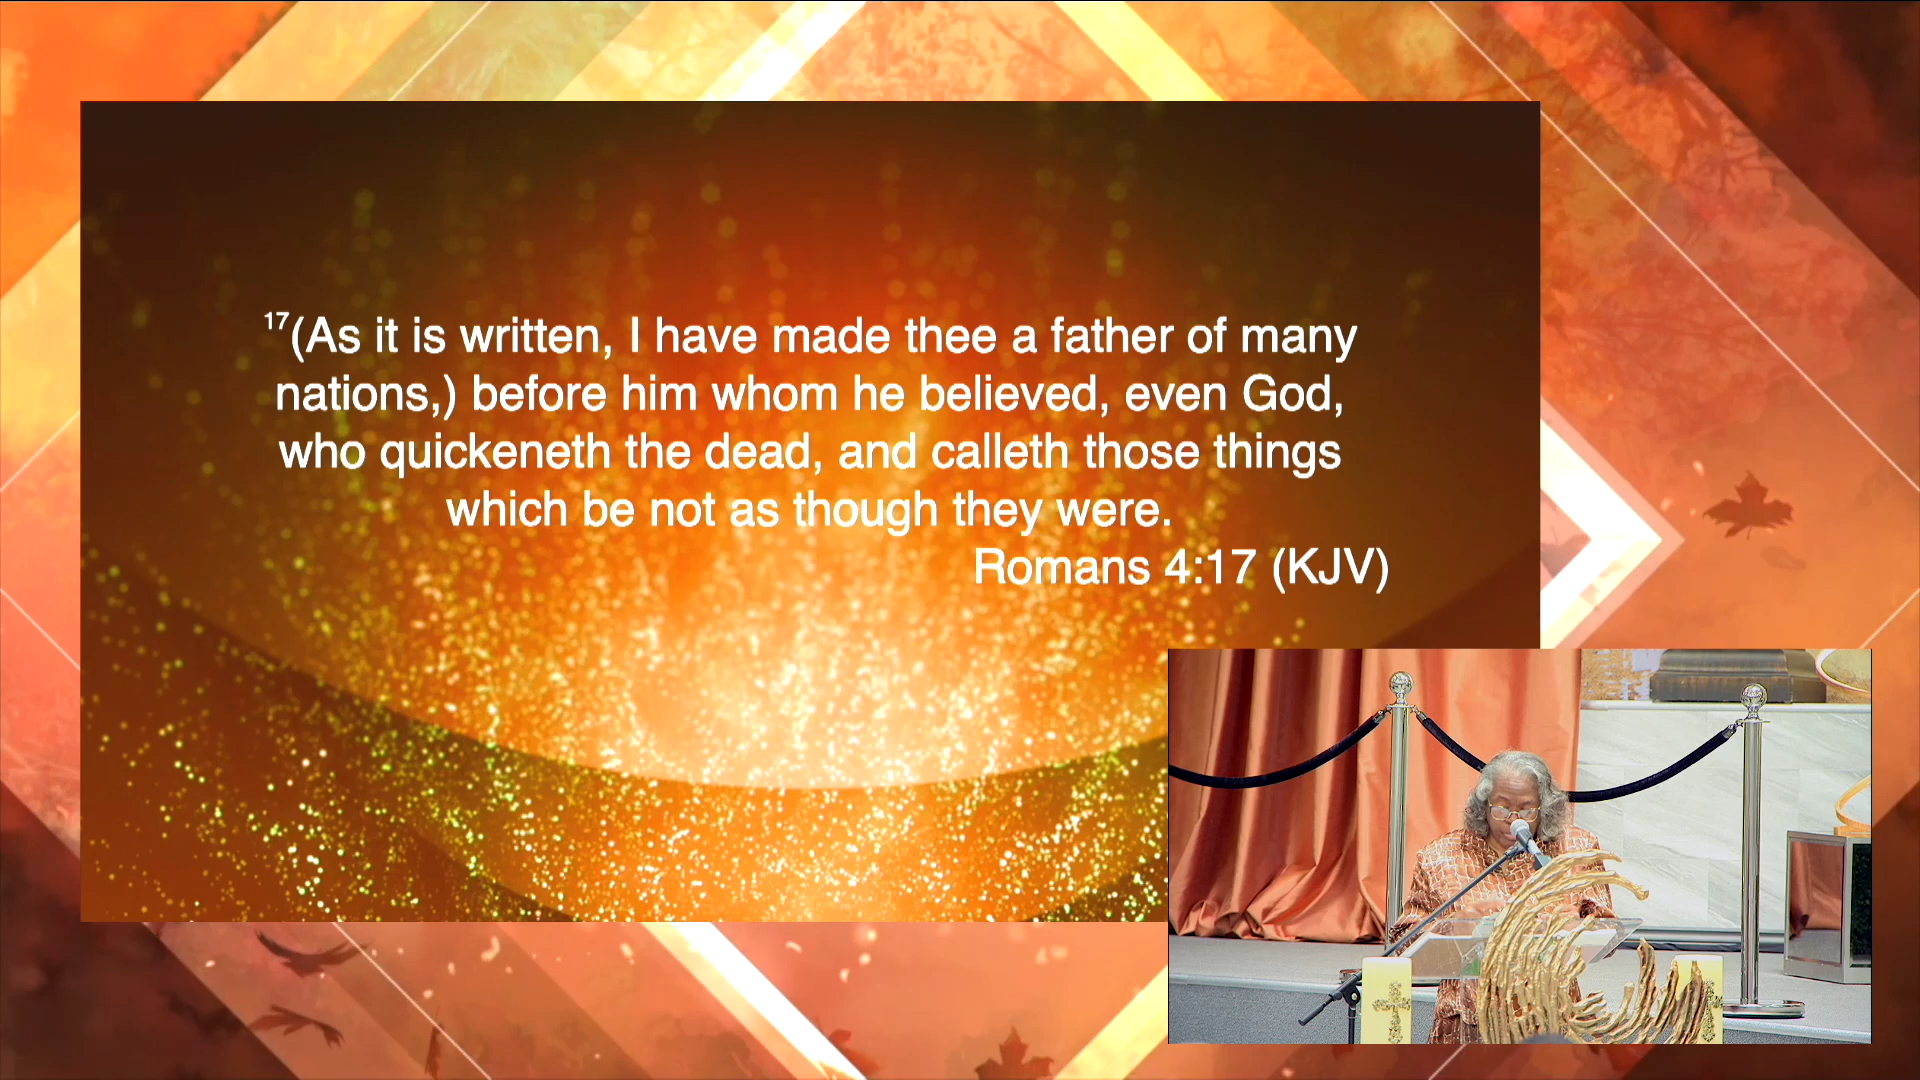 17(As it is written, I have made thee a father of many
nations,) before him whom he believed, even God,
who quickeneth the dead, and calleth those things
which be not as though they were.
Romans 4:17 (KJV)